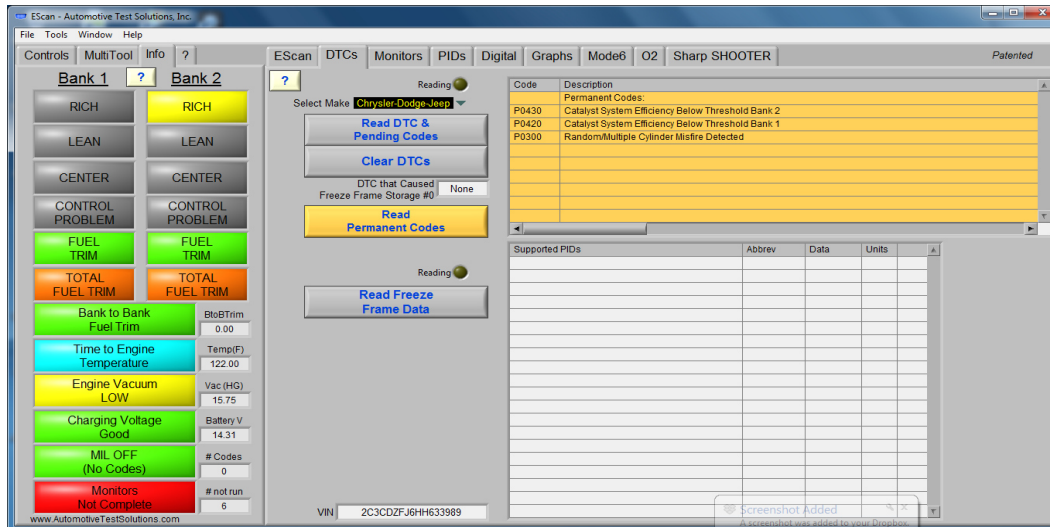 EScan - Automotive Test Solutions, Inc.
File Tools Window Help
Controls MultiTool Info ?
EScan DTCs Monitors PIDs Digital Graphs Mode6 O2 Sharp SHOOTER Patented
Bank 1 ? Bank 2
RICH RICH
LEAN LEAN
CENTER CENTER
CONTROL PROBLEM CONTROL PROBLEM
FUEL TRIM FUEL TRIM
TOTAL FUEL TRIM TOTAL FUEL TRIM
Bank to Bank Fuel Trim BtoBTrim
0.00
Time to Engine Temperature Temp(F)
122.00
Engine Vacuum LOW Vac (HG)
15.75
Charging Voltage Good Battery V
14.31
MIL OFF (No Codes) # Codes
0
Monitors Not Complete # not run
6
www.AutomotiveTestSolutions.com
?
Reading
Select Make Chrysler-Dodge-Jeep
Read DTC & Pending Codes
Clear DTCs
DTC that Caused
Freeze Frame Storage #0 None
Read Permanent Codes
Reading
Read Freeze Frame Data
VIN 2C3CDZFJ6HH633989
Code Description
Permanent Codes:
P0430 Catalyst System Efficiency Below Threshold Bank 2
P0420 Catalyst System Efficiency Below Threshold Bank 1
P0300 Random/Multiple Cylinder Misfire Detected
Supported PIDs Abbrev Data Units
Screenshot Added
A screenshot was added to your Dropbox.